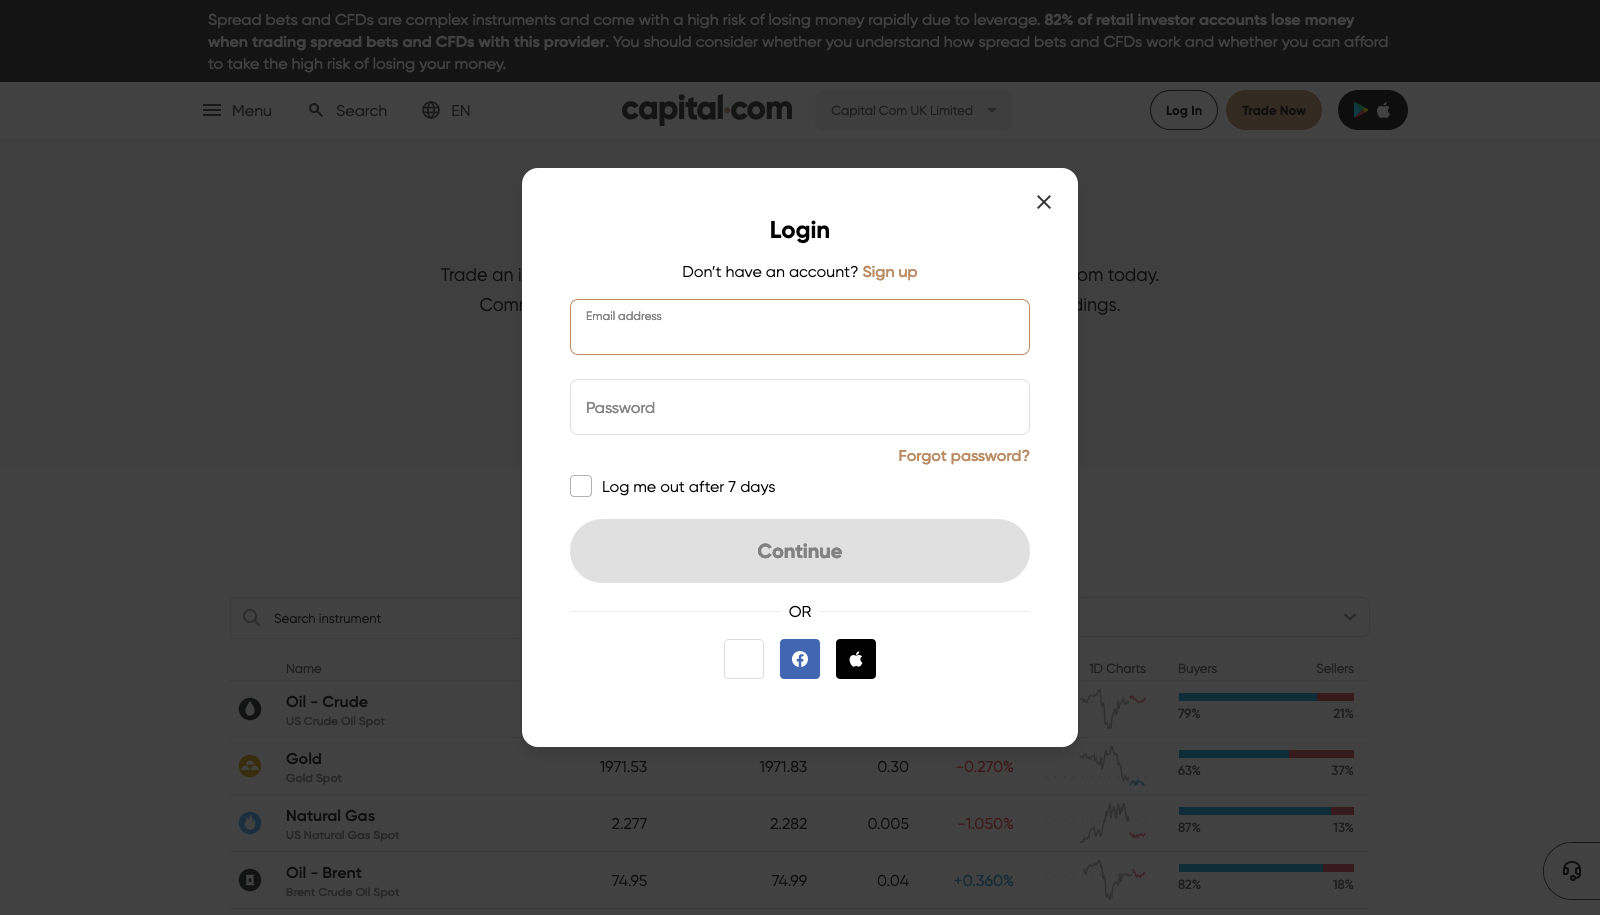 Spread bets and CFDs are complex instruments and come with a high risk of losing money rapidly due to leverage. 82% of retail investor accounts lose money
when trading spread bets and CFDs with this provider. You should consider whether you understand how spread bets and CFDs work and whether you can afford
to take the high risk of losing your money.
Menu
Search
EN
capital.com
Capital Com UK Limited
Log In
Trade Now
Trade an
om today.
Com
dings.
Login
Don't have an account? Sign up
Email address
Password
Forgot password?
Log me out after 7 days
Continue
OR
Search instrument
Name
1D Charts
Buyers
Sellers
Oil - Crude
US Crude Oil Spot
79%
21%
Gold
Gold Spot
1971.53
1971.83
0.30
-0.270%
63%
37%
Natural Gas
US Natural Gas Spot
2.277
2.282
0.005
-1.050%
87%
13%
Oil - Brent
Brent Crude Oil Spot
74.95
74.99
0.04
+0.360%
82%
18%